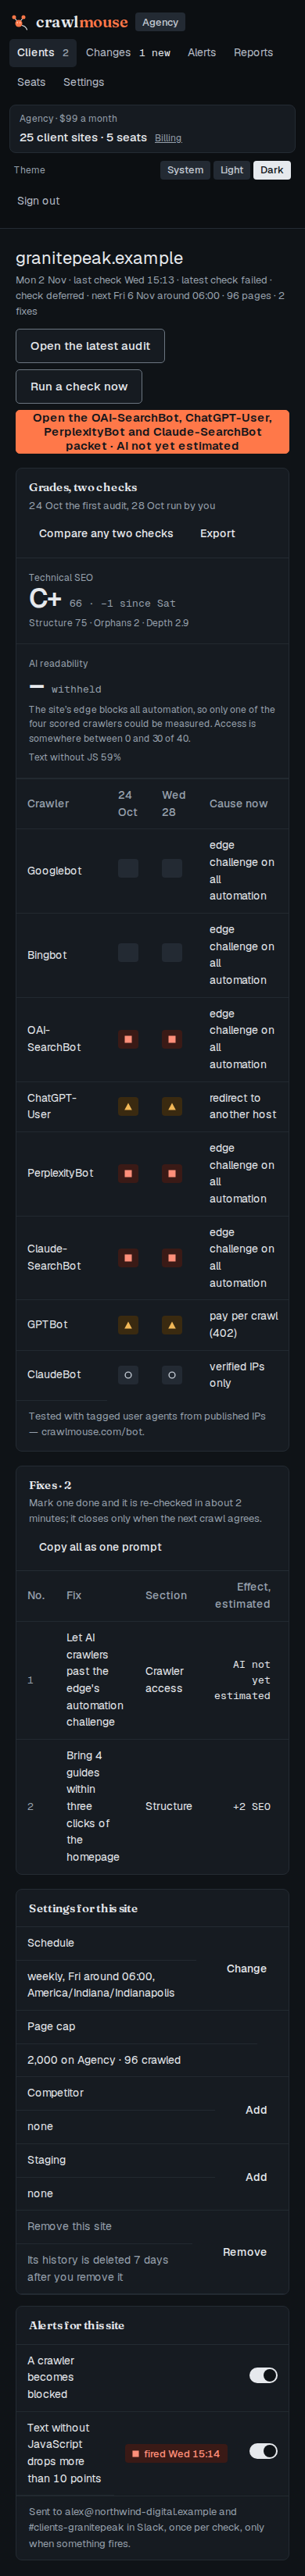 crawlmouse Agency
Clients 2 Changes 1 new Alerts Reports
Seats Settings
Agency · $99 a month
25 client sites · 5 seats Billing
Theme System Light Dark
Sign out
granitepeak.example
Mon 2 Nov · last check Wed 15:13 · latest check failed ·
check deferred · next Fri 6 Nov around 06:00 · 96 pages · 2
fixes
Open the latest audit
Run a check now
Open the OAI-SearchBot, ChatGPT-User,
PerplexityBot and Claude-SearchBot
packet · AI not yet estimated
Grades, two checks
24 Oct the first audit, 28 Oct run by you
Compare any two checks Export
Technical SEO
C+ 66 · −1 since Sat
Structure 75 · Orphans 2 · Depth 2.9
AI readability
– withheld
The site's edge blocks all automation, so only one of the
four scored crawlers could be measured. Access is
somewhere between 0 and 30 of 40.
Text without JS 59%
Crawler 24 Oct Wed 28 Cause now
Googlebot edge challenge on all automation
Bingbot edge challenge on all automation
OAI-SearchBot edge challenge on all automation
ChatGPT-User redirect to another host
PerplexityBot edge challenge on all automation
Claude-SearchBot edge challenge on all automation
GPTBot pay per crawl (402)
ClaudeBot verified IPs only
Tested with tagged user agents from published IPs
— crawlmouse.com/bot.
Fixes · 2
Mark one done and it is re-checked in about 2
minutes; it closes only when the next crawl agrees.
Copy all as one prompt
No. Fix Section Effect, estimated
1 Let AI crawlers past the edge's automation challenge Crawler access AI not yet estimated
2 Bring 4 guides within three clicks of the homepage Structure +2 SEO
Settings for this site
Schedule
weekly, Fri around 06:00,
America/Indiana/Indianapolis
Change
Page cap
2,000 on Agency · 96 crawled
Competitor
none
Add
Staging
none
Add
Remove this site
Its history is deleted 7 days
after you remove it
Remove
Alerts for this site
A crawler
becomes
blocked
Text without
JavaScript
drops more
than 10 points
fired Wed 15:14
Sent to alex@northwind-digital.example and
#clients-granitepeak in Slack, once per check, only
when something fires.